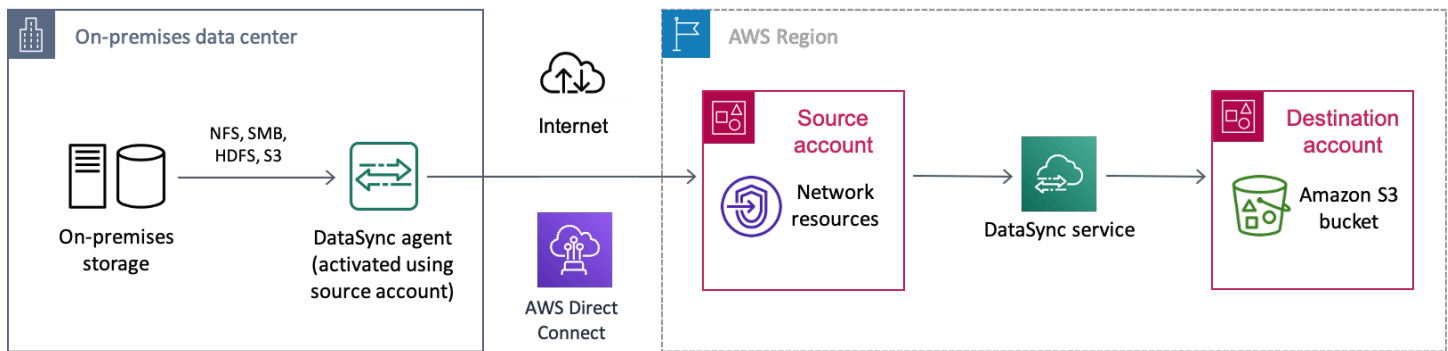 On-premises data center
NFS, SMB,
HDFS, S3
On-premises
storage
DataSync agent
(activated using
source account)
Internet
AWS Direct
Connect
AWS Region
Source
account
Network
resources
DataSync service
Destination
account
Amazon S3
bucket